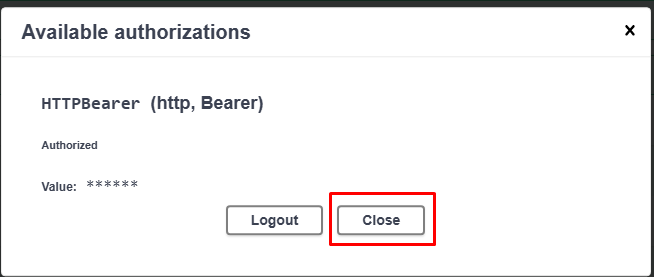 Available authorizations
×
HTTPBearer (http, Bearer)
Authorized
Value: ******
Logout Close